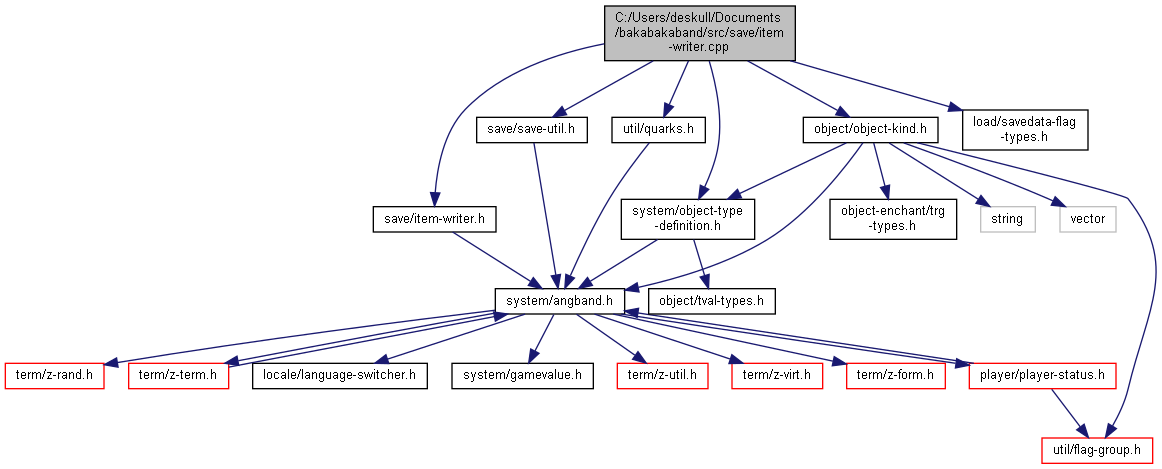 C:/Users/deskull/Documents
/bakabakaband/src/save/item
-writer.cpp
save/save-util.h
util/quarks.h
object/object-kind.h
load/savedata-flag
-types.h
save/item-writer.h
system/object-type
-definition.h
object-enchant/trg
-types.h
string
vector
system/angband.h
object/tval-types.h
term/z-rand.h
term/z-term.h
locale/language-switcher.h
system/gamevalue.h
term/z-util.h
term/z-virt.h
term/z-form.h
player/player-status.h
util/flag-group.h